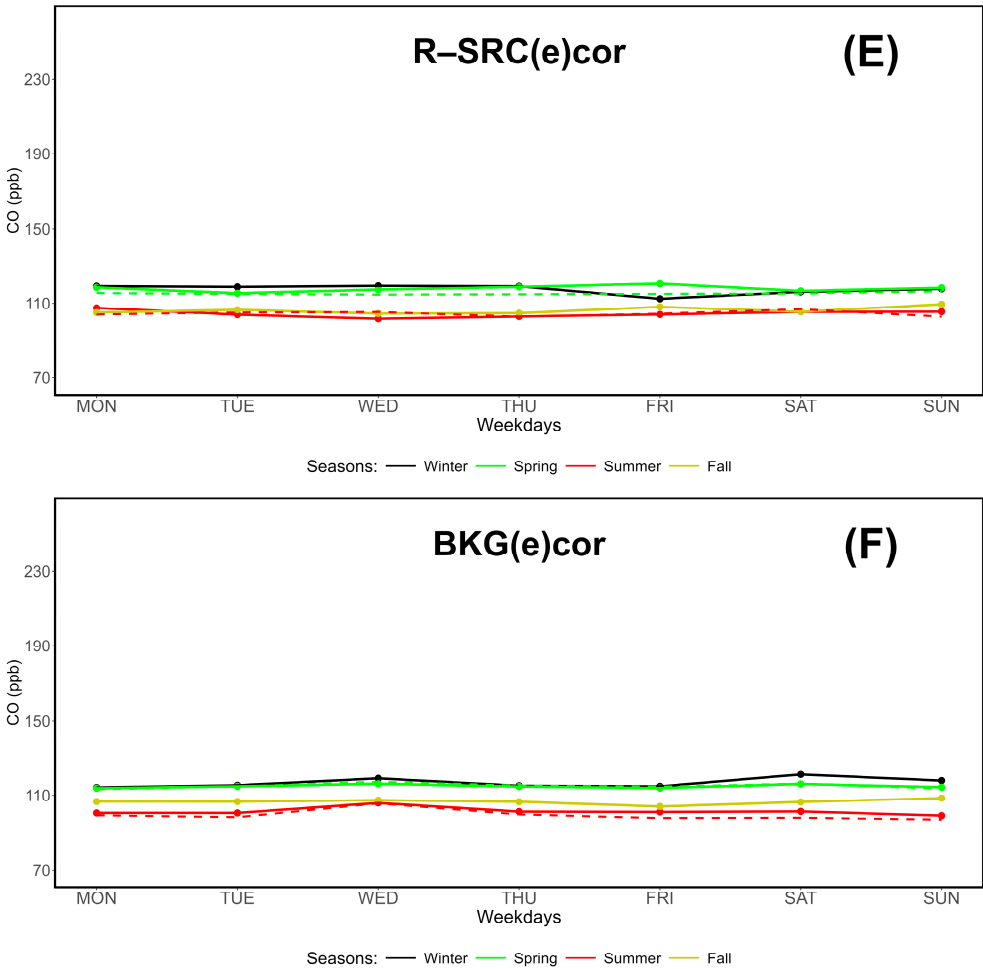 R–SRC(e)cor (E)
230
190
150
110
70
CO (ppb)
MON TUE WED THU FRI SAT SUN
Weekdays
Seasons: Winter Spring Summer Fall
BKG(e)cor (F)
230
190
150
110
70
CO (ppb)
MON TUE WED THU FRI SAT SUN
Weekdays
Seasons: Winter Spring Summer Fall